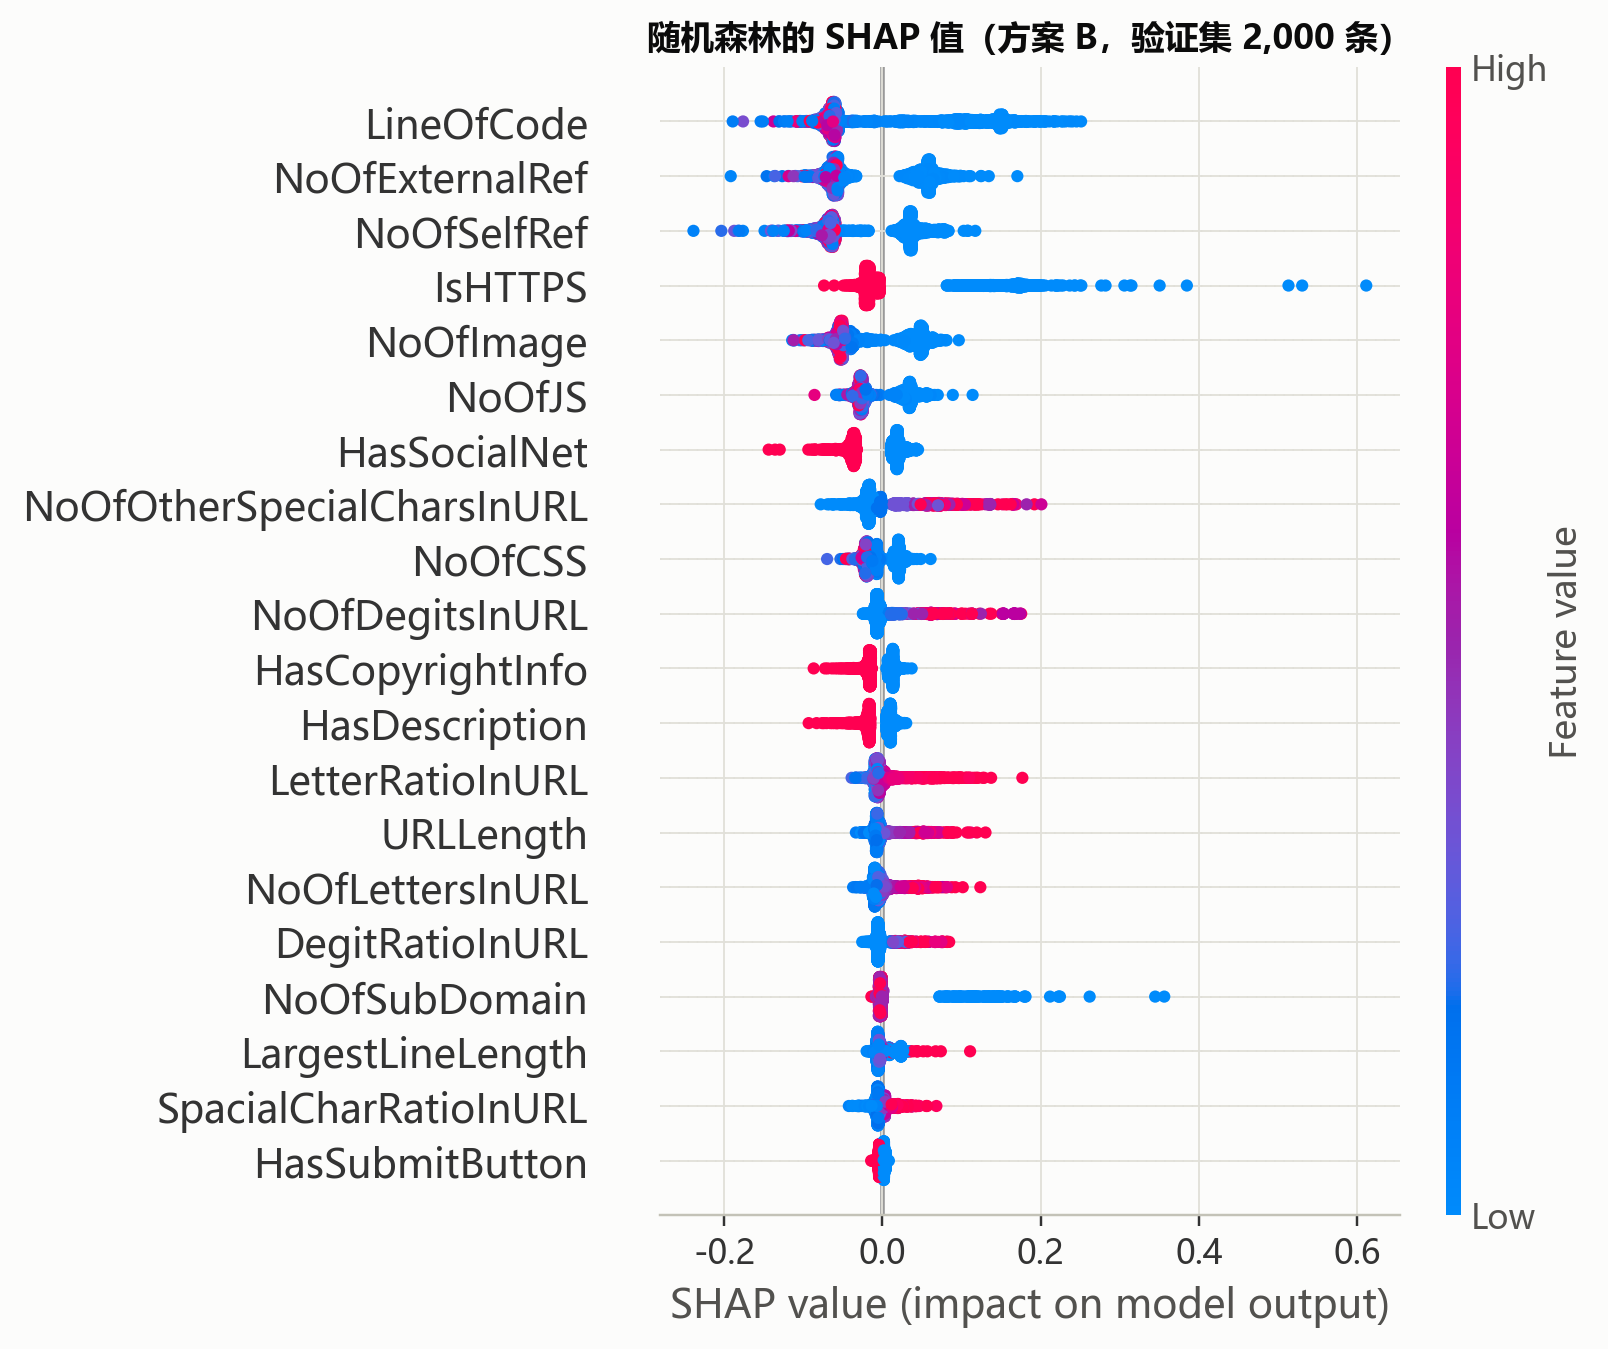 随机森林的 SHAP 值（方案 B，验证集 2,000 条）
High
LineOfCode
NoOfExternalRef
NoOfSelfRef
IsHTTPS
NoOfImage
NoOfJS
HasSocialNet
NoOfOtherSpecialCharsInURL
NoOfCSS
NoOfDegitsInURL
HasCopyrightInfo
HasDescription
LetterRatioInURL
URLLength
NoOfLettersInURL
DegitRatioInURL
NoOfSubDomain
LargestLineLength
SpacialCharRatioInURL
HasSubmitButton
Feature value
Low
-0.2 0.0 0.2 0.4 0.6
SHAP value (impact on model output)